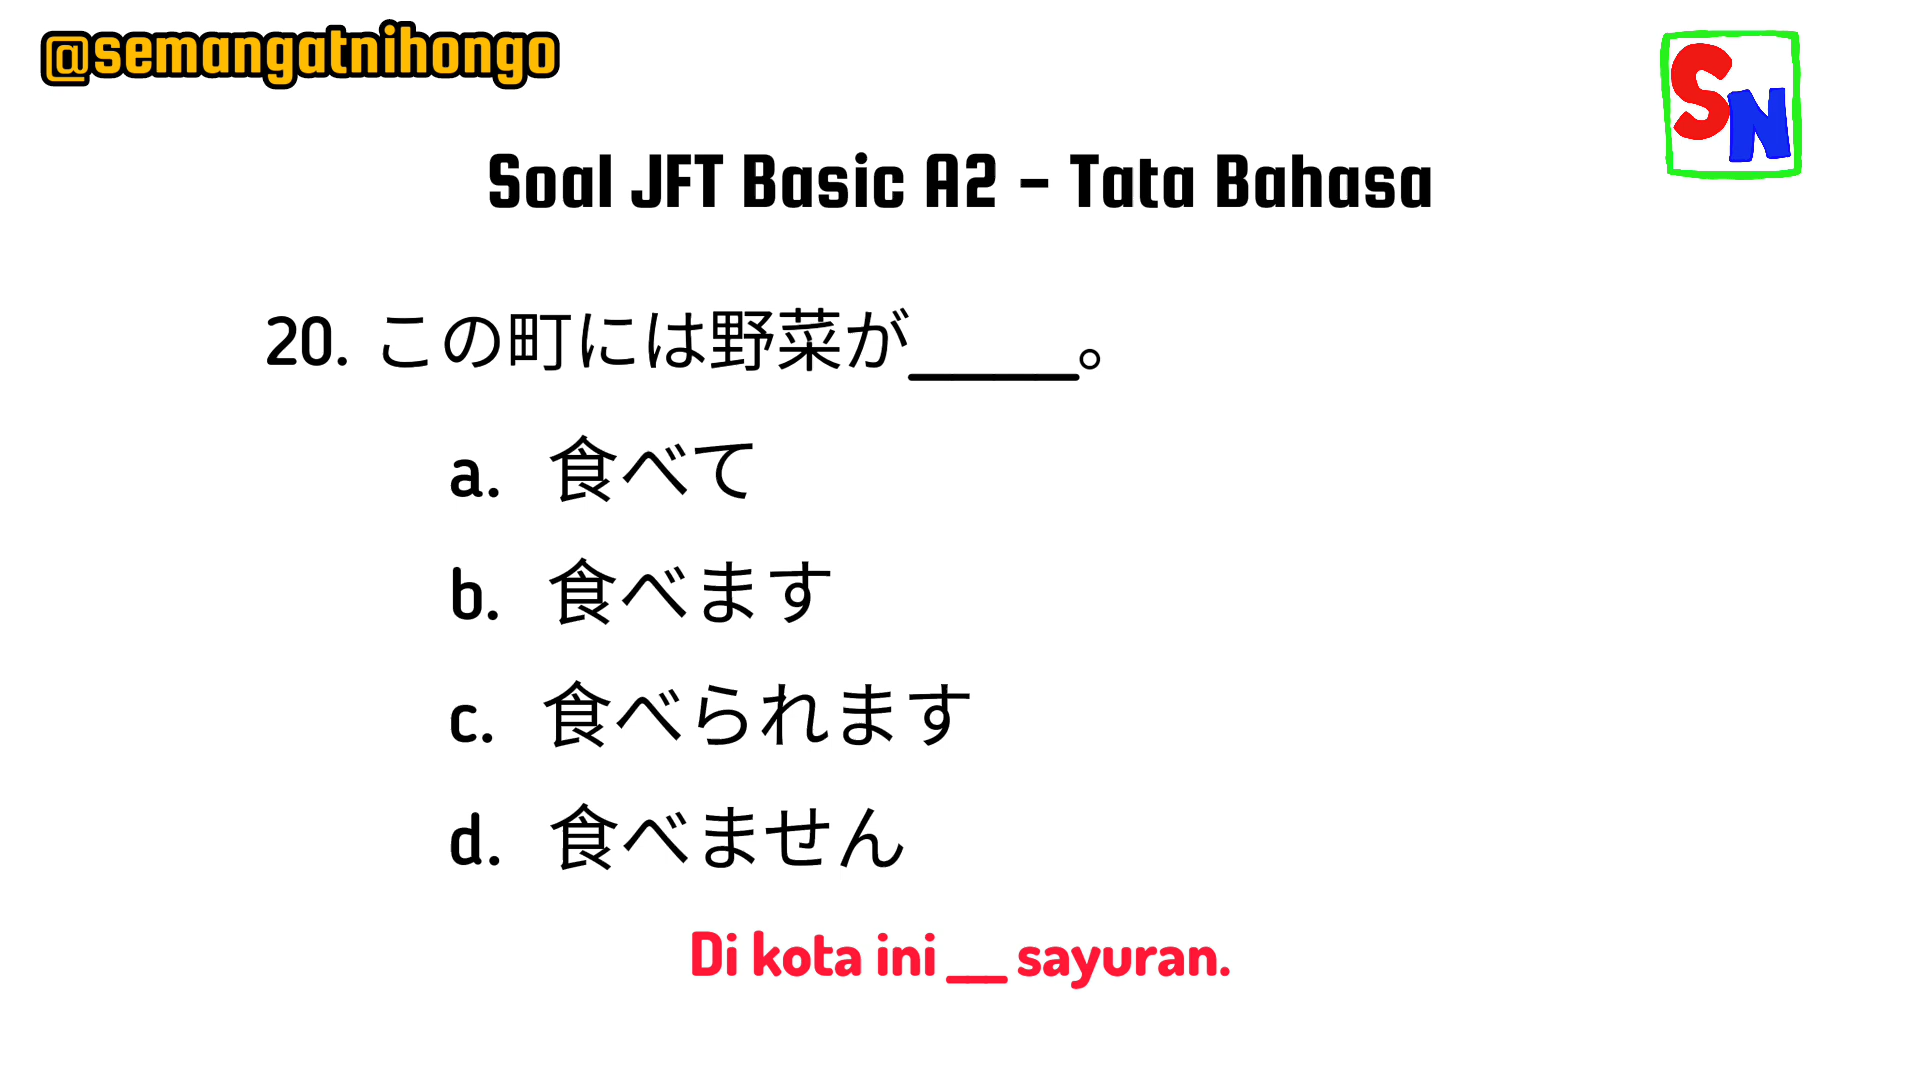 @semangatnihongo
SN
Soal JFT Basic A2 – Tata Bahasa
20. この町には野菜が_____。
a. 食べて
b. 食べます
c. 食べられます
d. 食べません
Di kota ini __ sayuran.